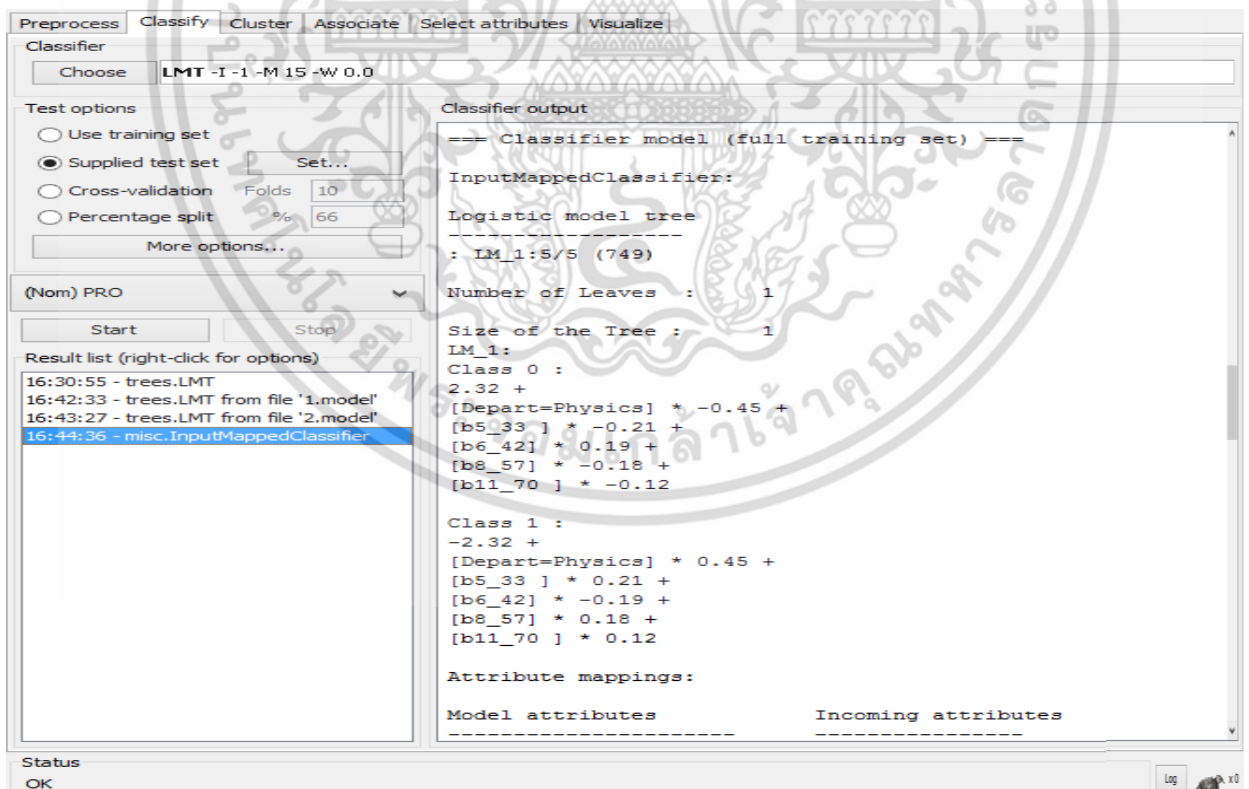 Preprocess Classify Cluster Associate Select attributes Visualize
Classifier
Choose LMT -I -1 -M 15 -W 0.0
Test options
Use training set
Supplied test set Set...
Cross-validation Folds 10
Percentage split % 66
More options...
(Nom) PRO
Start Stop
Result list (right-click for options)
16:30:55 - trees.LMT
16:42:33 - trees.LMT from file '1.model'
16:43:27 - trees.LMT from file '2.model'
16:44:36 - misc.InputMappedClassifier
Classifier output
=== Classifier model (full training set) ===
InputMappedClassifier:
Logistic model tree
------------------
: LM_1:5/5 (749)
Number of Leaves : 1
Size of the Tree : 1
LM_1:
Class 0 :
2.32 +
[Depart=Physics] * -0.45 +
[b5_33 ] * -0.21 +
[b6_42] * 0.19 +
[b8_57] * -0.18 +
[b11_70 ] * -0.12
Class 1 :
-2.32 +
[Depart=Physics] * 0.45 +
[b5_33 ] * 0.21 +
[b6_42] * -0.19 +
[b8_57] * 0.18 +
[b11_70 ] * 0.12
Attribute mappings:
Model attributes Incoming attributes
---------------------- ----------------
Status
OK
Log x 0